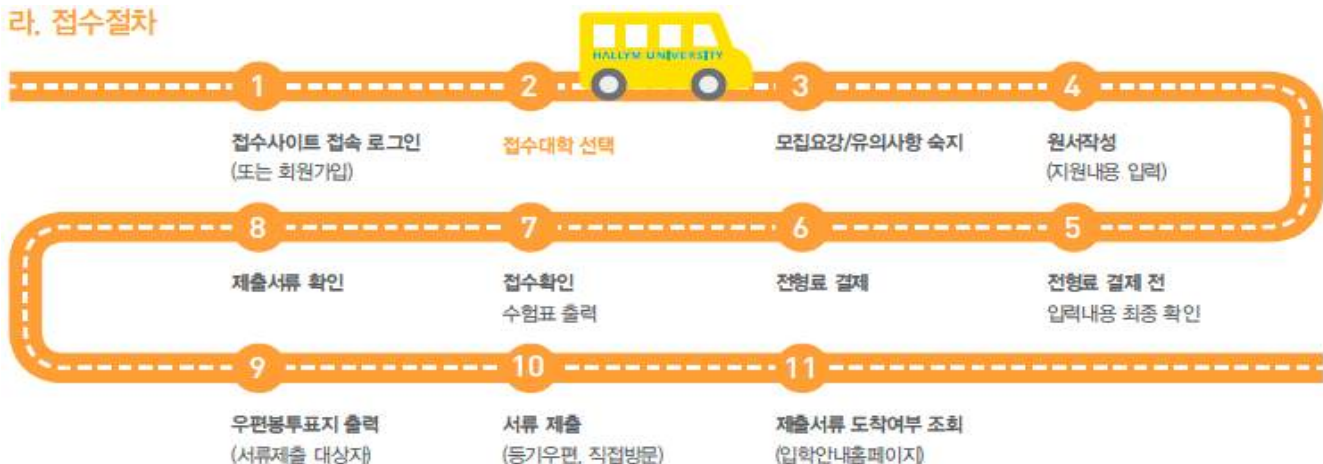 라. 접수절차
HALLYM UNIVERSITY
1
2
3
4
접수사이트 접속 로그인
(또는 회원가입)
접수대학 선택
모집요강/유의사항 숙지
원서작성
(지원내용 입력)
8
7
6
5
제출서류 확인
접수확인
수험표 출력
전형료 결제
전형료 결제 전
입력내용 최종 확인
9
10
11
우편봉투표지 출력
(서류제출 대상자)
서류 제출
(등기우편, 직접방문)
제출서류 도착여부 조회
(입학안내홈페이지)